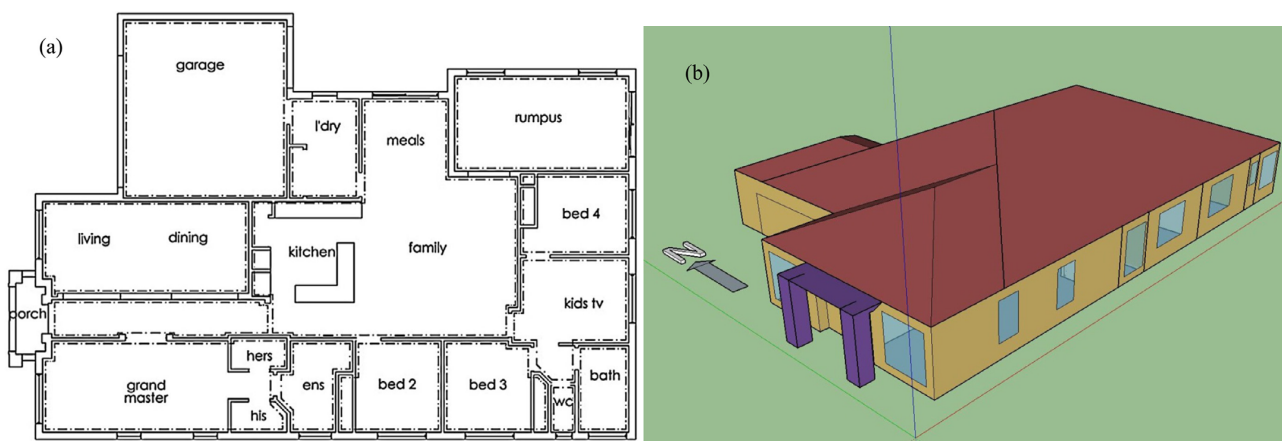 (a)
garage
l'dry
meals
rumpus
bed 4
living
dining
kitchen
family
kids tv
porch
hers
grand
master
his
ens
bed 2
bed 3
wc
bath
(b)
N